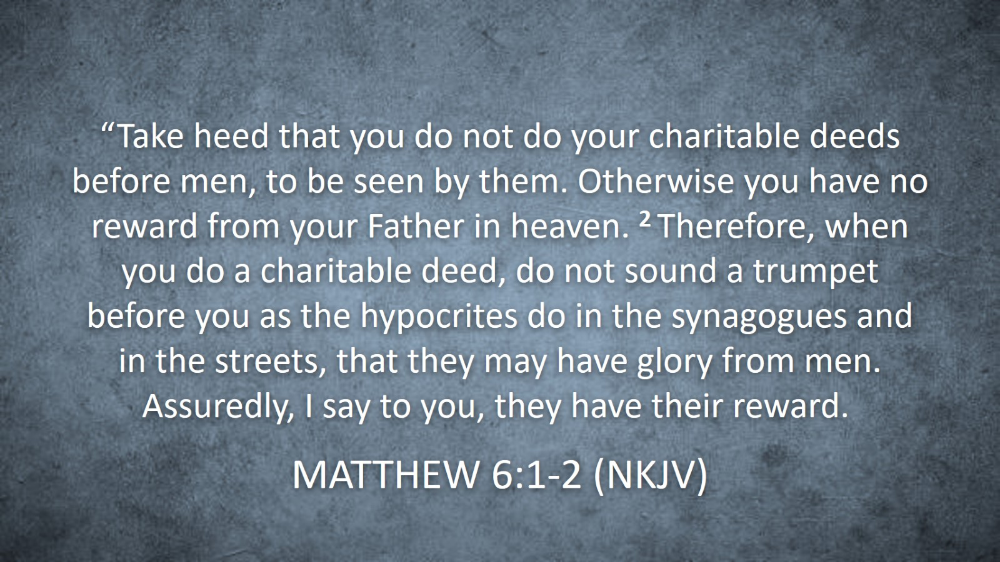 “Take heed that you do not do your charitable deeds
before men, to be seen by them. Otherwise you have no
reward from your Father in heaven. ² Therefore, when
you do a charitable deed, do not sound a trumpet
before you as the hypocrites do in the synagogues and
in the streets, that they may have glory from men.
Assuredly, I say to you, they have their reward.
MATTHEW 6:1-2 (NKJV)